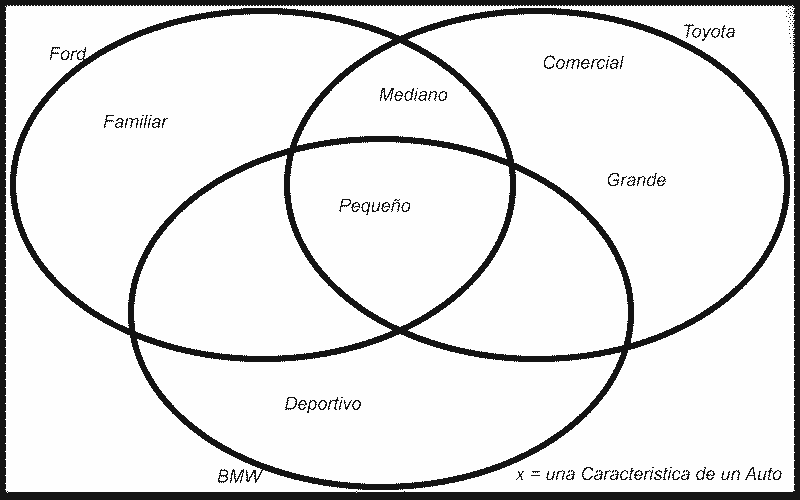 Toyota
Ford
Comercial
Mediano
Familiar
Grande
Pequeño
Deportivo
BMW
x = una Caracteristica de un Auto